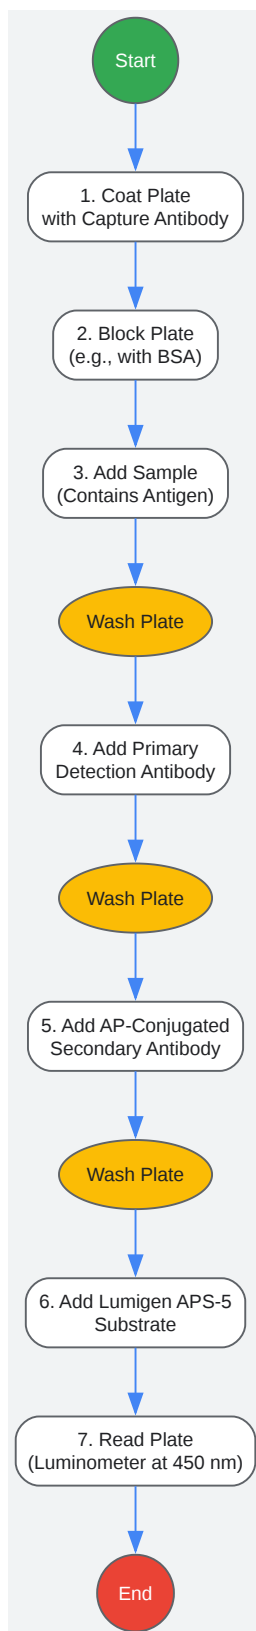 Start
1. Coat Plate
with Capture Antibody
2. Block Plate
(e.g., with BSA)
3. Add Sample
(Contains Antigen)
Wash Plate
4. Add Primary
Detection Antibody
Wash Plate
5. Add AP-Conjugated
Secondary Antibody
Wash Plate
6. Add Lumigen APS-5
Substrate
7. Read Plate
(Luminometer at 450 nm)
End